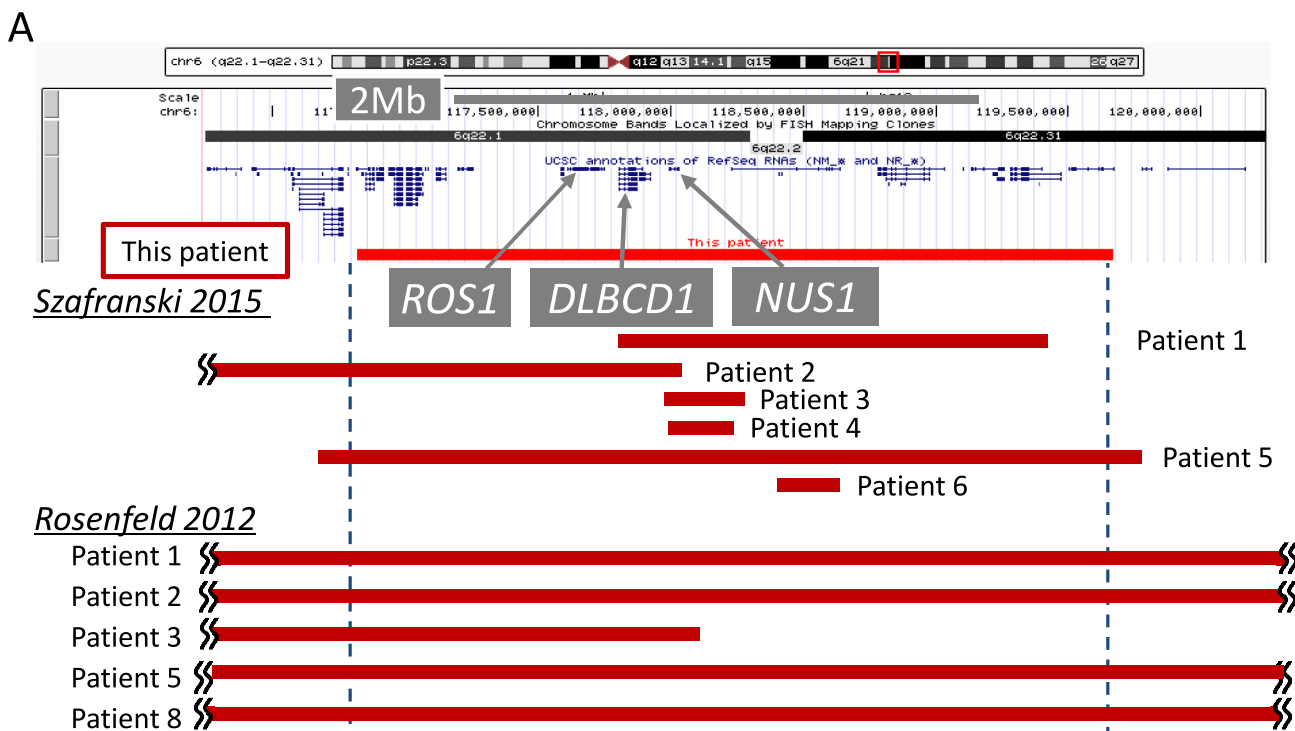 A
chr6 (q22.1-q22.31) p22.3 q12 q13 14.1 q15 6q21 26 q27
2Mb
Scale
chr6: 117,500,000| 118,000,000| 118,500,000| 119,000,000| 119,500,000| 120,000,000|
Chromosome Bands Localized by FISH Mapping Clones
6q22.1 6q22.31
6q22.2
UCSC annotations of RefSeq RNAs (NM_* and NR_*)
This patient
This patient
ROS1 DLBCD1 NUS1
Szafranski 2015
Patient 1
Patient 2
Patient 3
Patient 4
Patient 5
Patient 6
Rosenfeld 2012
Patient 1
Patient 2
Patient 3
Patient 5
Patient 8